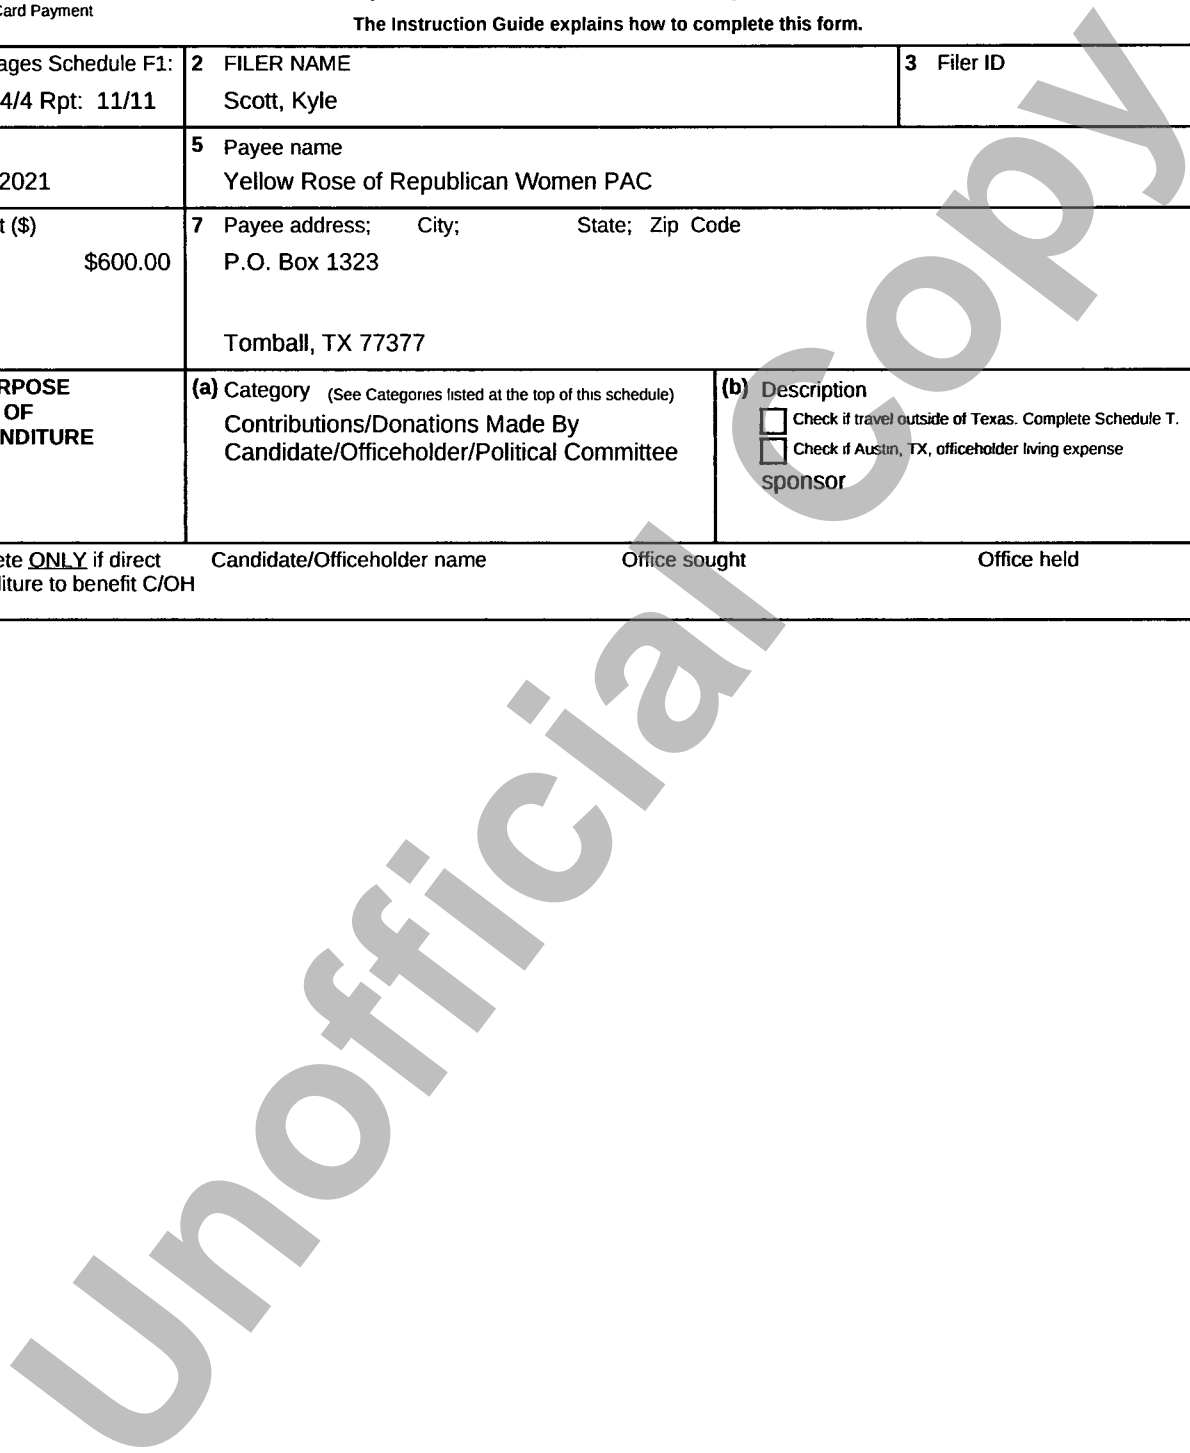 Card Payment
The Instruction Guide explains how to complete this form.
ages Schedule F1:
4/4 Rpt: 11/11
2 FILER NAME
Scott, Kyle
3 Filer ID
2021
5 Payee name
Yellow Rose of Republican Women PAC
t ($)
$600.00
7 Payee address; City; State; Zip Code
P.O. Box 1323
Tomball, TX 77377
RPOSE
OF
NDITURE
(a) Category (See Categories listed at the top of this schedule)
Contributions/Donations Made By
Candidate/Officeholder/Political Committee
(b) Description
Check if travel outside of Texas. Complete Schedule T.
Check if Austin, TX, officeholder living expense
sponsor
ete ONLY if direct
liture to benefit C/OH
Candidate/Officeholder name Office sought Office held
Unofficial Copy